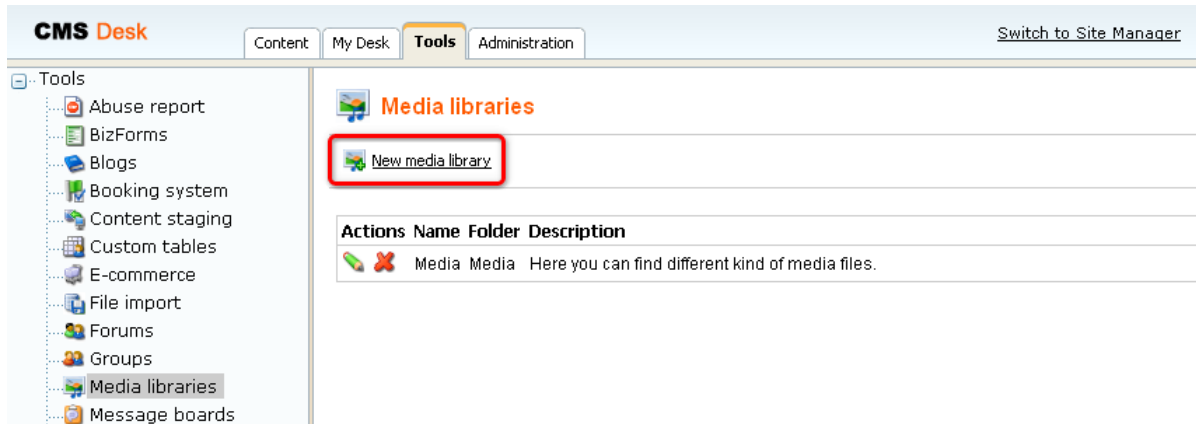 CMS Desk
Content My Desk Tools Administration
Switch to Site Manager
Tools
Abuse report
BizForms
Blogs
Booking system
Content staging
Custom tables
E-commerce
File import
Forums
Groups
Media libraries
Message boards
Media libraries
New media library
Actions Name Folder Description
Media Media Here you can find different kind of media files.